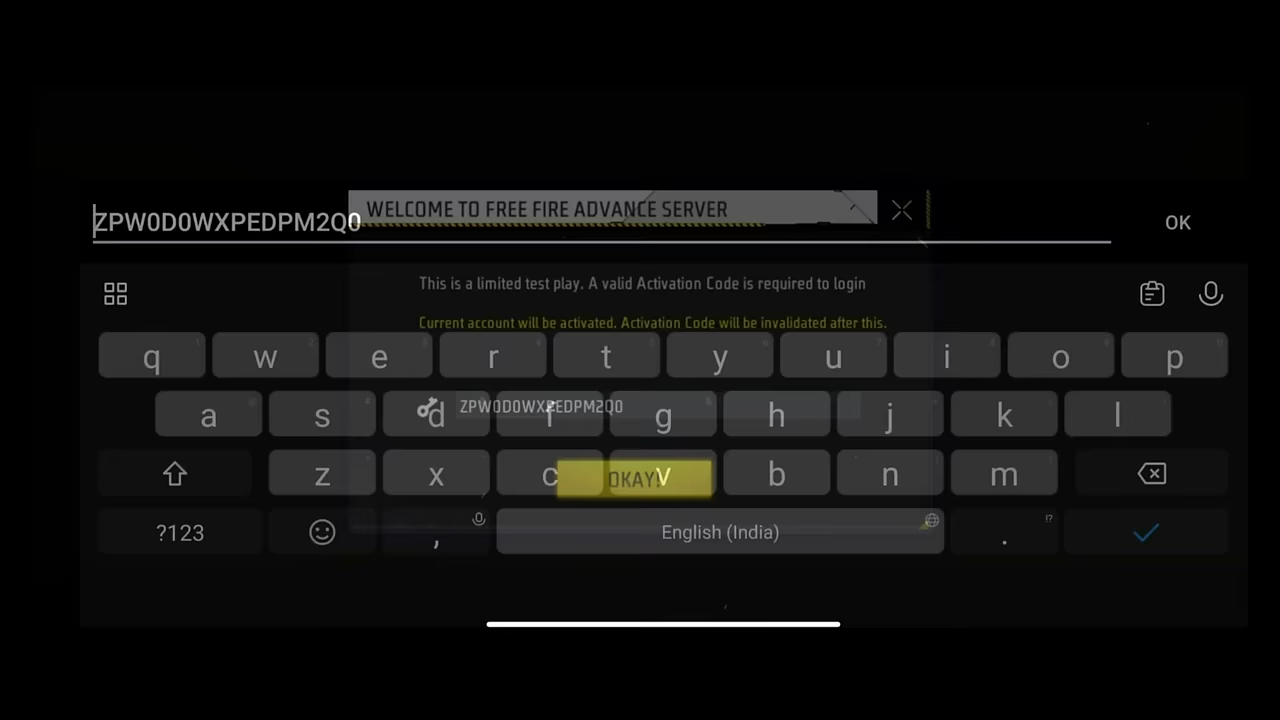 WELCOME TO FREE FIRE ADVANCE SERVER
ZPW0D0WXPEDPM2Q0
OK
This is a limited test play. A valid Activation Code is required to login
Current account will be activated. Activation Code will be invalidated after this.
q w e r t y u i o p
ZPW0D0WXPEDPM2Q0
a s d f g h j k l
OKAY!
z x c v b n m
?123 , English (India) . !?